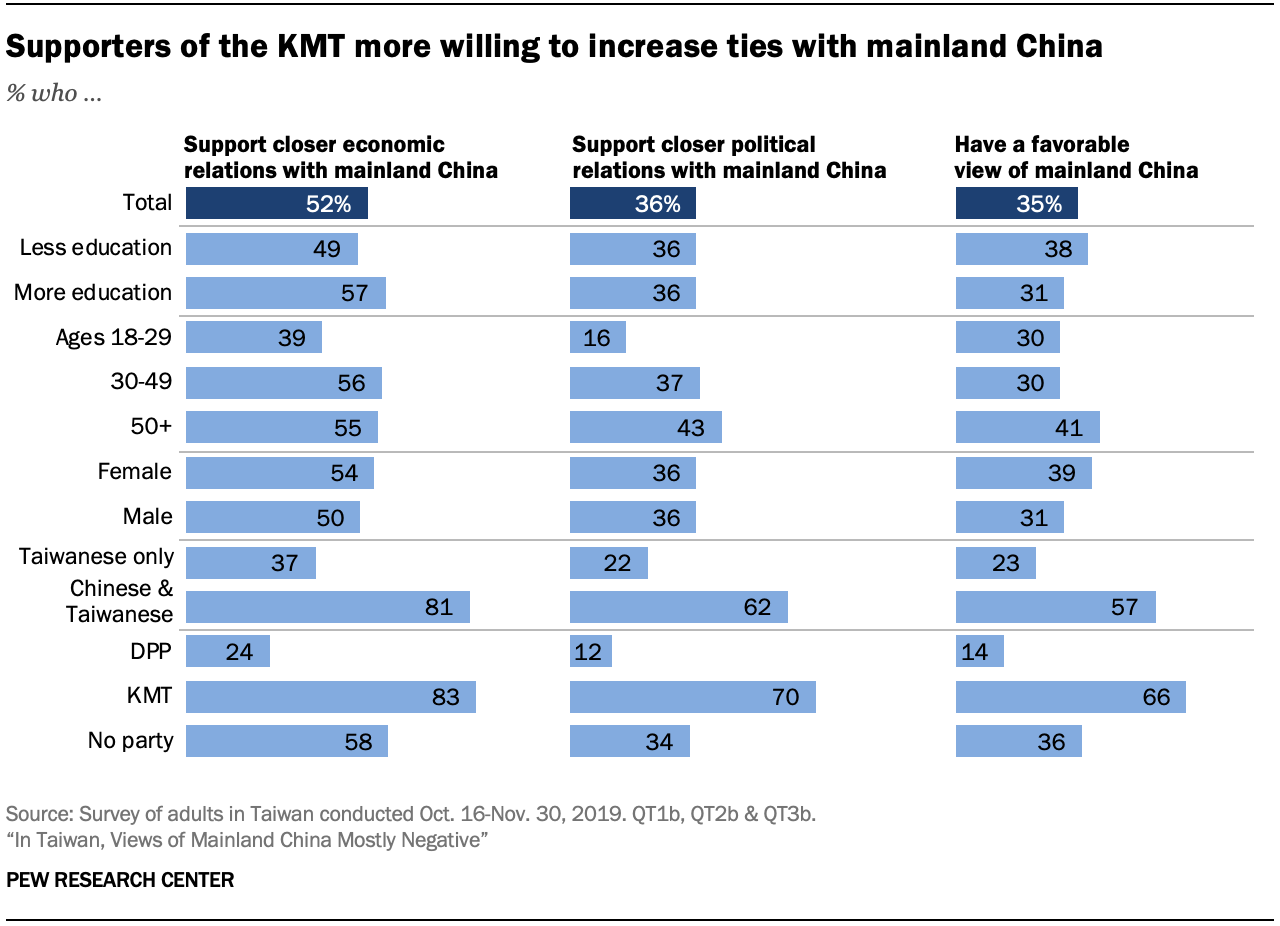 Supporters of the KMT more willing to increase ties with mainland China
% who ...
Support closer economic
relations with mainland China
Support closer political
relations with mainland China
Have a favorable
view of mainland China
Total 52% 36% 35%
Less education 49 36 38
More education 57 36 31
Ages 18-29 39 16 30
30-49 56 37 30
50+ 55 43 41
Female 54 36 39
Male 50 36 31
Taiwanese only 37 22 23
Chinese &
Taiwanese 81 62 57
DPP 24 12 14
KMT 83 70 66
No party 58 34 36
Source: Survey of adults in Taiwan conducted Oct. 16-Nov. 30, 2019. QT1b, QT2b & QT3b.
“In Taiwan, Views of Mainland China Mostly Negative”
PEW RESEARCH CENTER